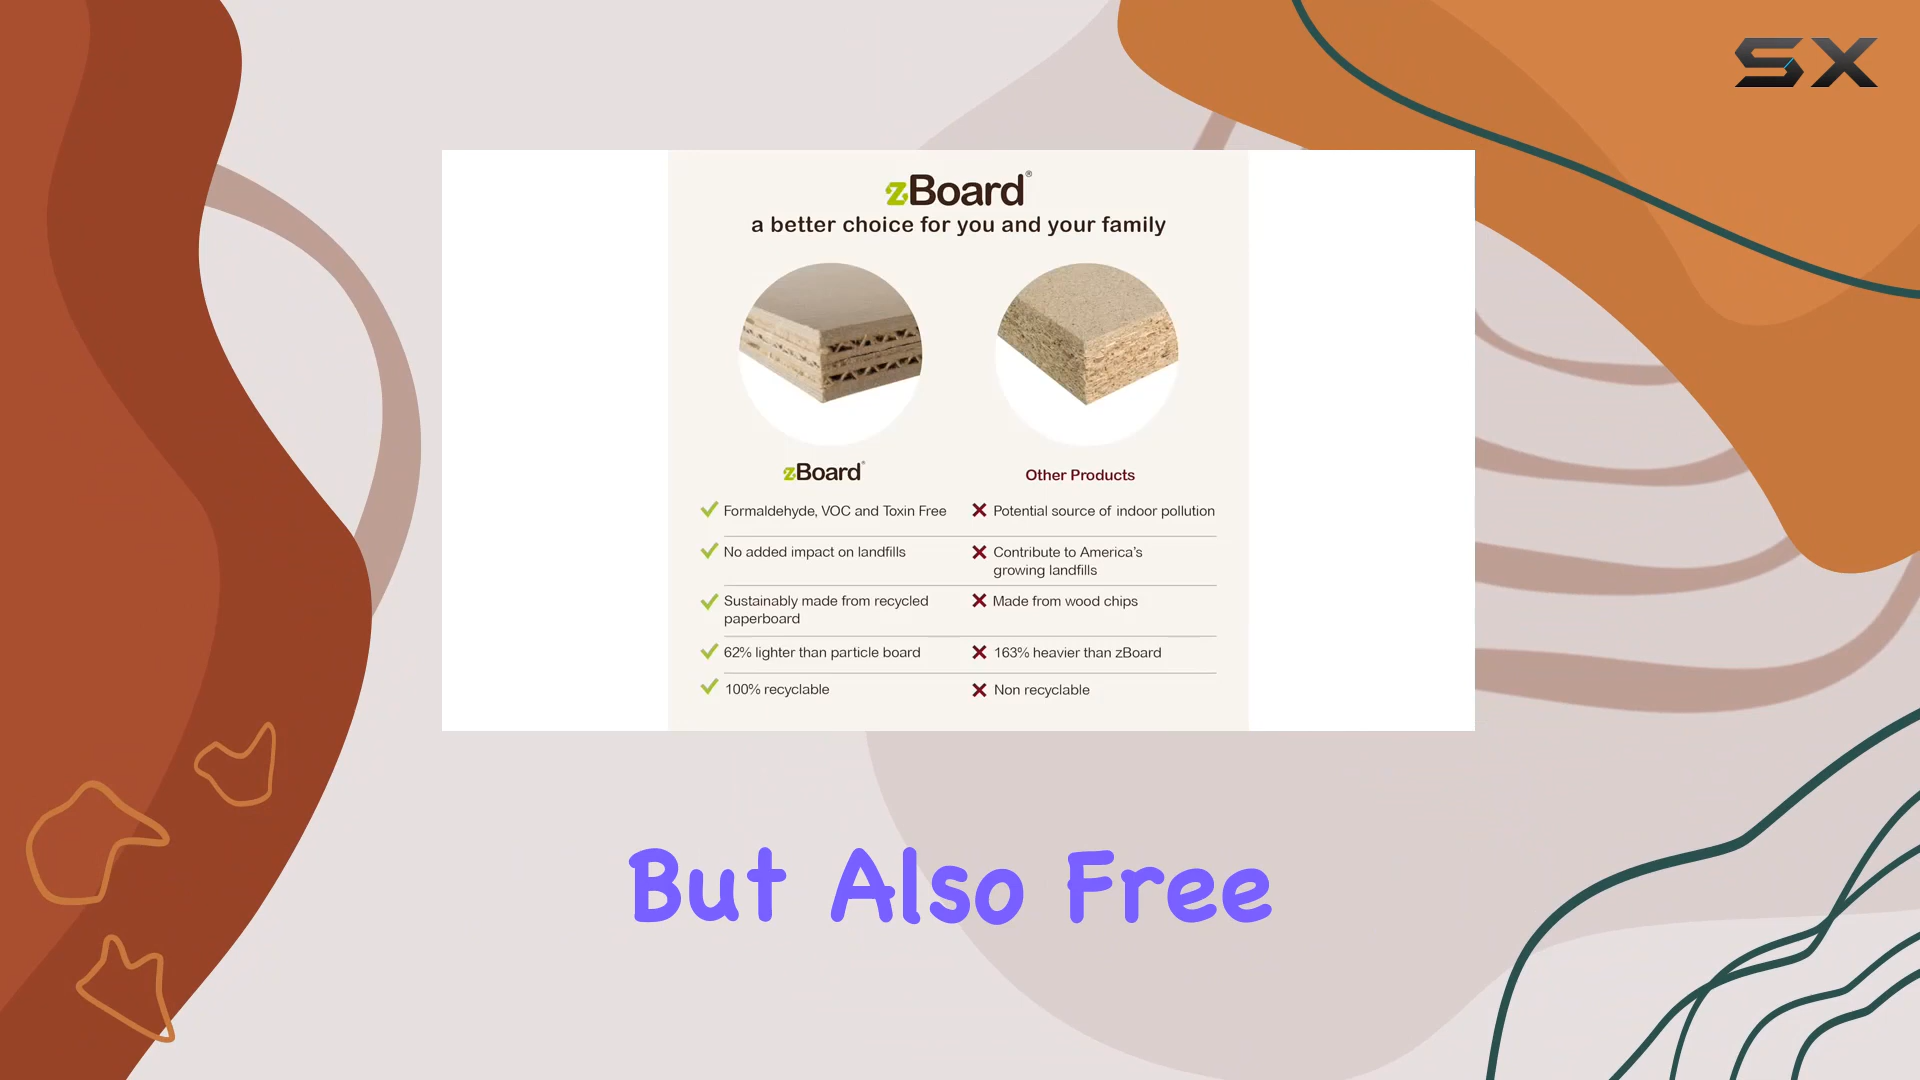 SX
zBoard®
a better choice for you and your family
zBoard®
Other Products
Formaldehyde, VOC and Toxin Free
Potential source of indoor pollution
No added impact on landfills
Contribute to America's
growing landfills
Sustainably made from recycled
paperboard
Made from wood chips
62% lighter than particle board
163% heavier than zBoard
100% recyclable
Non recyclable
But Also Free